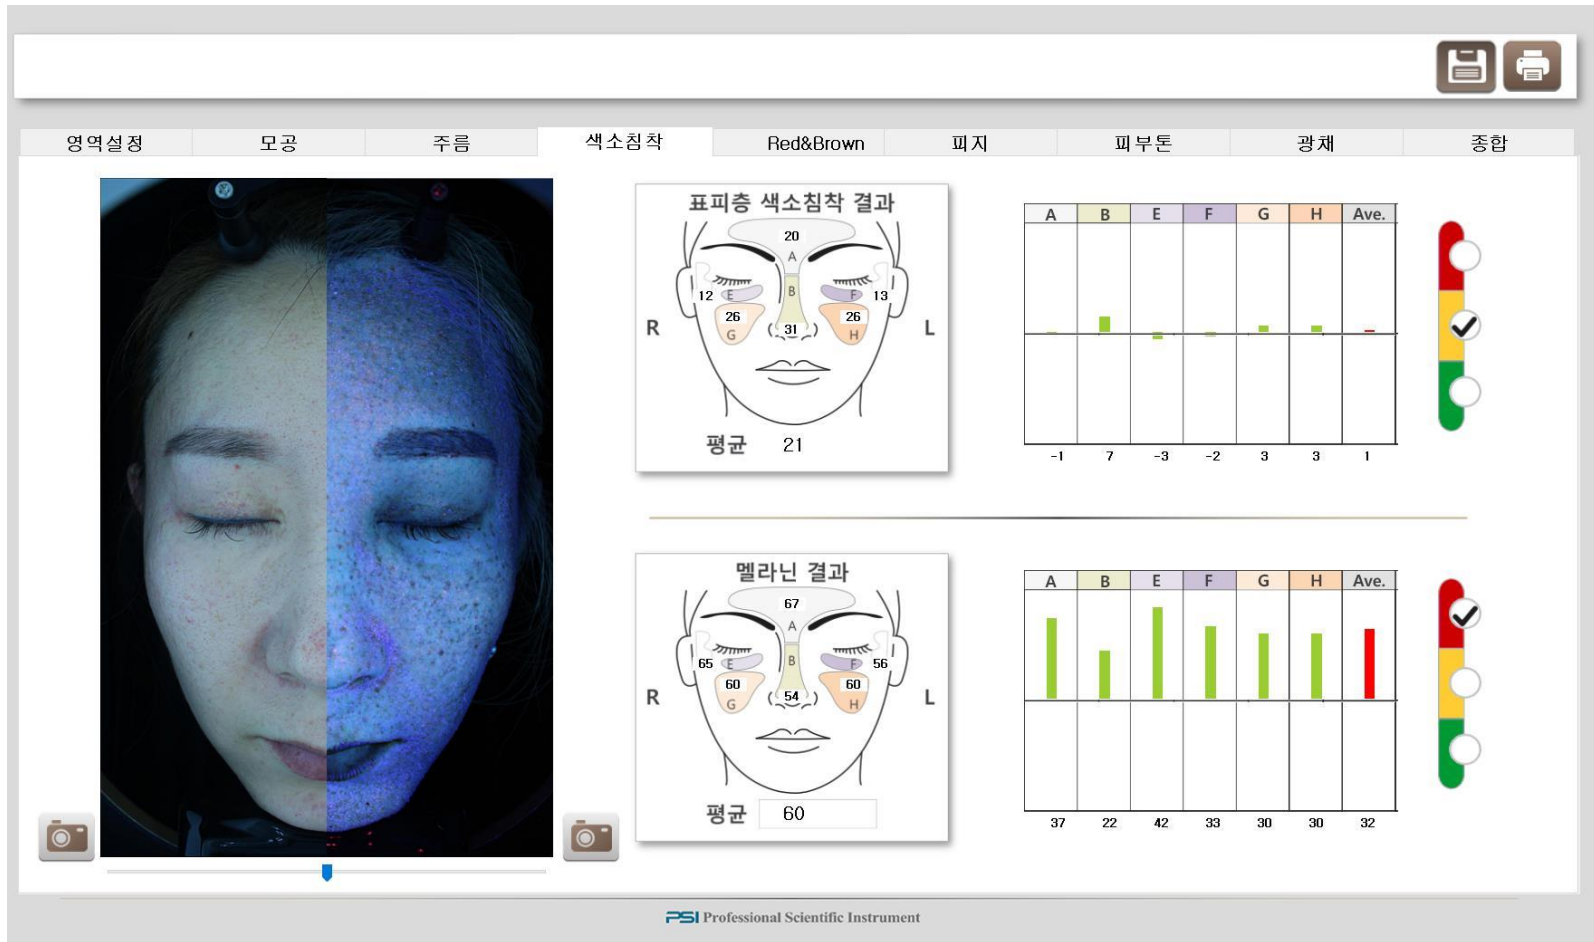 영역설정 모공 주름 색소침착 Red&Brown 피지 피부톤 광채 종합
표피층 색소침착 결과
20
A
12 E B F 13
26 26
G 31 H
R L
평균 21
A B E F G H Ave.
-1 7 -3 -2 3 3 1
멜라닌 결과
67
A
65 E B F 56
60 60
G 54 H
R L
평균 60
A B E F G H Ave.
37 22 42 33 30 30 32
PSI Professional Scientific Instrument